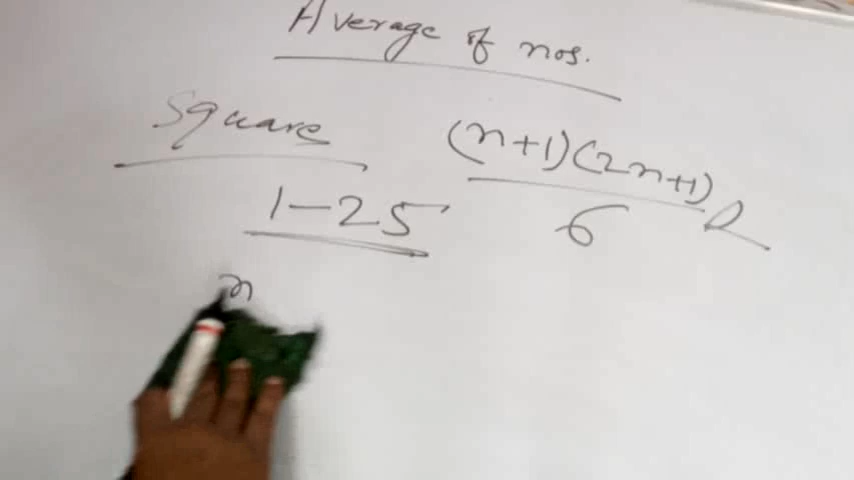 Average of nos.
Square
(n+1)(2n+1)
6
1-25
n